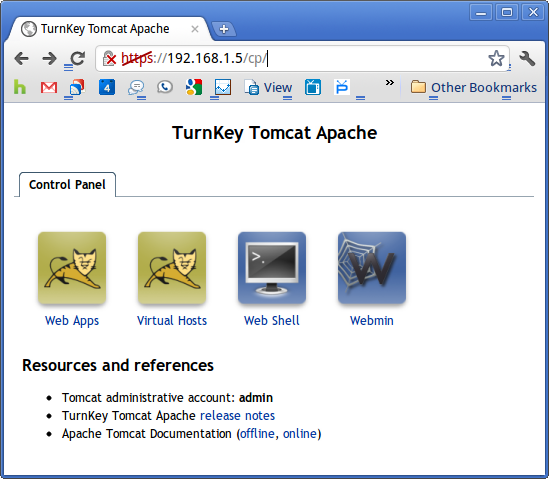 TurnKey Tomcat Apache
https://192.168.1.5/cp/
4
View
»
Other Bookmarks
TurnKey Tomcat Apache
Control Panel
>_
W
Web Apps
Virtual Hosts
Web Shell
Webmin
Resources and references
Tomcat administrative account: admin
TurnKey Tomcat Apache release notes
Apache Tomcat Documentation (offline, online)